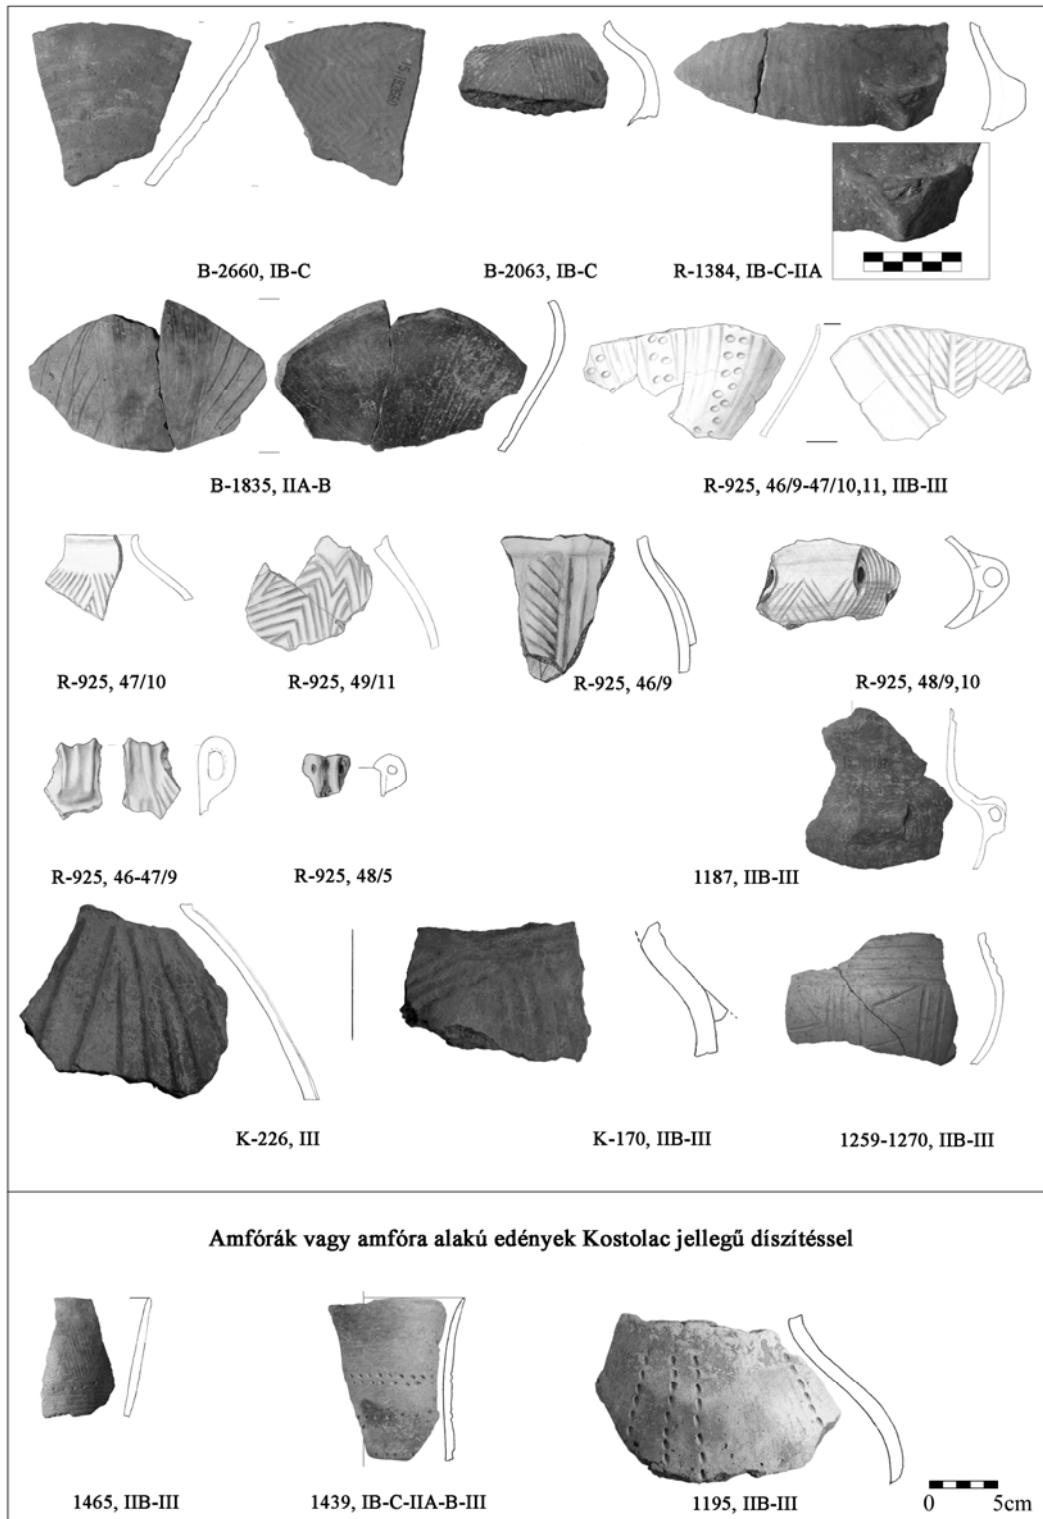 B-2660, IB-C
B-2063, IB-C
R-1384, IB-C-IIA
B-1835, IIA-B
R-925, 46/9-47/10,11, IIB-III
R-925, 47/10
R-925, 49/11
R-925, 46/9
R-925, 48/9,10
R-925, 46-47/9
R-925, 48/5
1187, IIB-III
K-226, III
K-170, IIB-III
1259-1270, IIB-III
Amfórák vagy amfóra alakú edények Kostolac jellegű díszítéssel
1465, IIB-III
1439, IB-C-IIA-B-III
1195, IIB-III
0 5cm